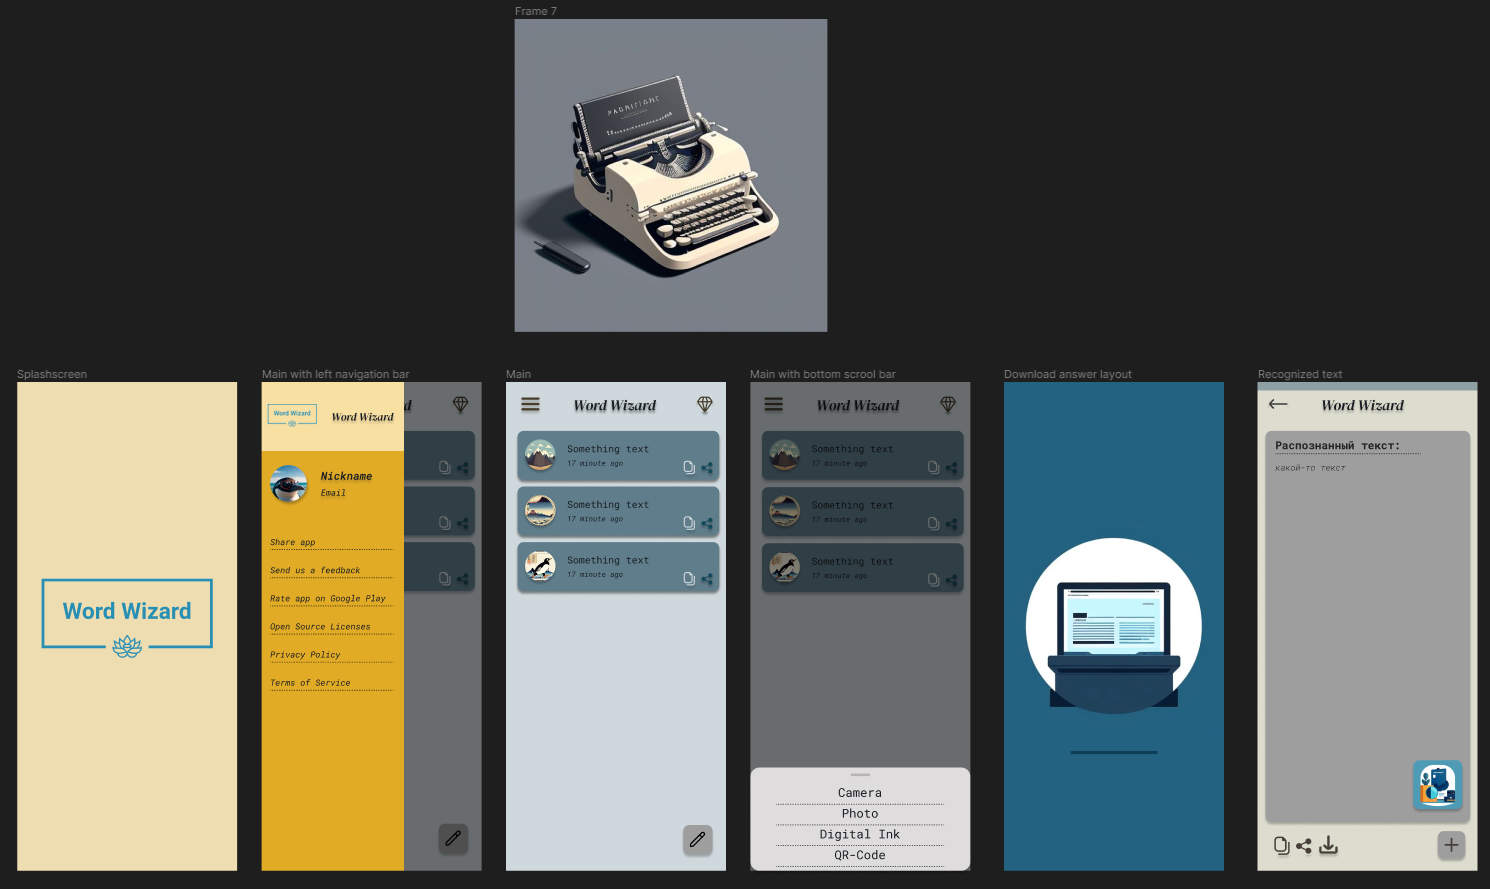 Frame 7
Splashscreen
Word Wizard
Main with left navigation bar
Word Wizard
Word Wizard
d
Nickname
Email
Share app
Send us a feedback
Rate app on Google Play
Open Source Licenses
Privacy Policy
Terms of Service
Main
Word Wizard
Something text
17 minute ago
Something text
17 minute ago
Something text
17 minute ago
Main with bottom scrool bar
Word Wizard
Something text
17 minute ago
Something text
17 minute ago
Something text
17 minute ago
Camera
Photo
Digital Ink
QR-Code
Download answer layout
Recognized text
Word Wizard
Распознанный текст:
какой-то текст